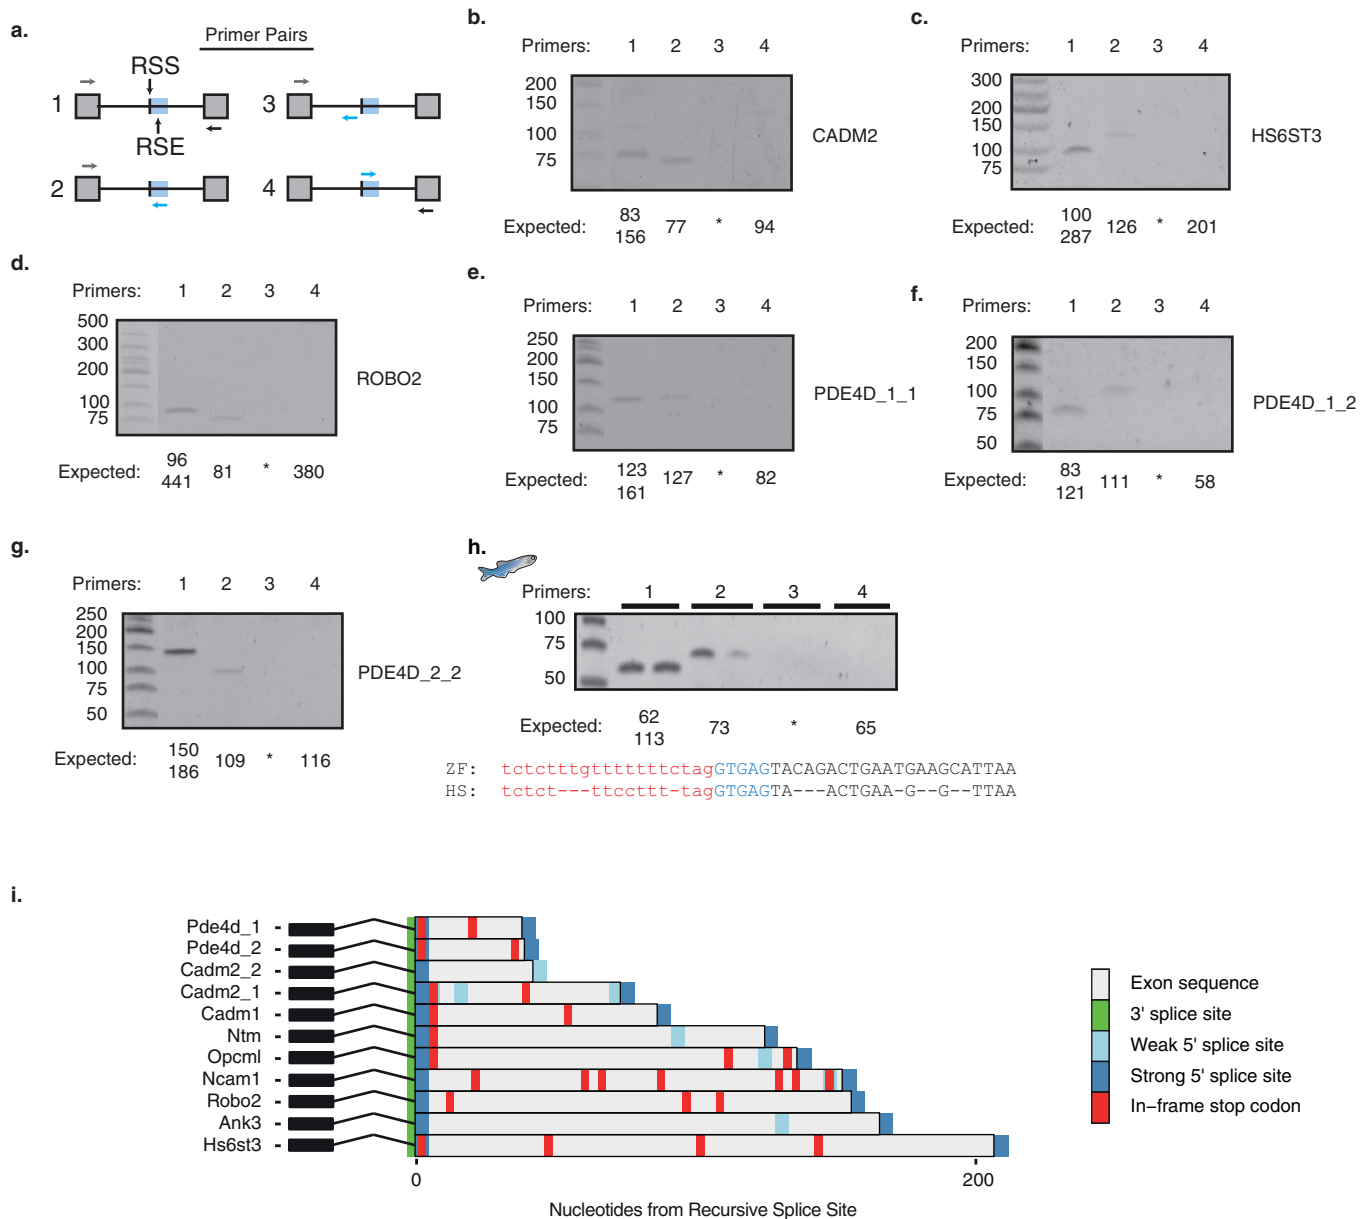 a.
Primer Pairs
RSS
1
RSE
3
2
4
b.
Primers: 1 2 3 4
200
150
100
75
CADM2
Expected: 83 156 77 * 94
c.
Primers: 1 2 3 4
300
200
150
100
75
HS6ST3
Expected: 100 287 126 * 201
d.
Primers: 1 2 3 4
500
300
200
100
75
ROBO2
Expected: 96 441 81 * 380
e.
Primers: 1 2 3 4
250
200
150
100
75
PDE4D_1_1
Expected: 123 161 127 * 82
f.
Primers: 1 2 3 4
200
150
100
75
50
PDE4D_1_2
Expected: 83 121 111 * 58
g.
Primers: 1 2 3 4
250
200
150
100
75
50
PDE4D_2_2
Expected: 150 186 109 * 116
h.
Primers: 1 2 3 4
100
75
50
Expected: 62 113 73 * 65
ZF: tctctttgtttttttctagGTGAGTACAGACTGAATGAAGCATTAA
HS: tctct---ttccttt-tagGTGAGTA---ACTGAA-G--G--TTAA
i.
Pde4d_1
Pde4d_2
Cadm2_2
Cadm2_1
Cadm1
Ntm
Opcml
Ncam1
Robo2
Ank3
Hs6st3
0 200
Nucleotides from Recursive Splice Site
Exon sequence
3' splice site
Weak 5' splice site
Strong 5' splice site
In−frame stop codon